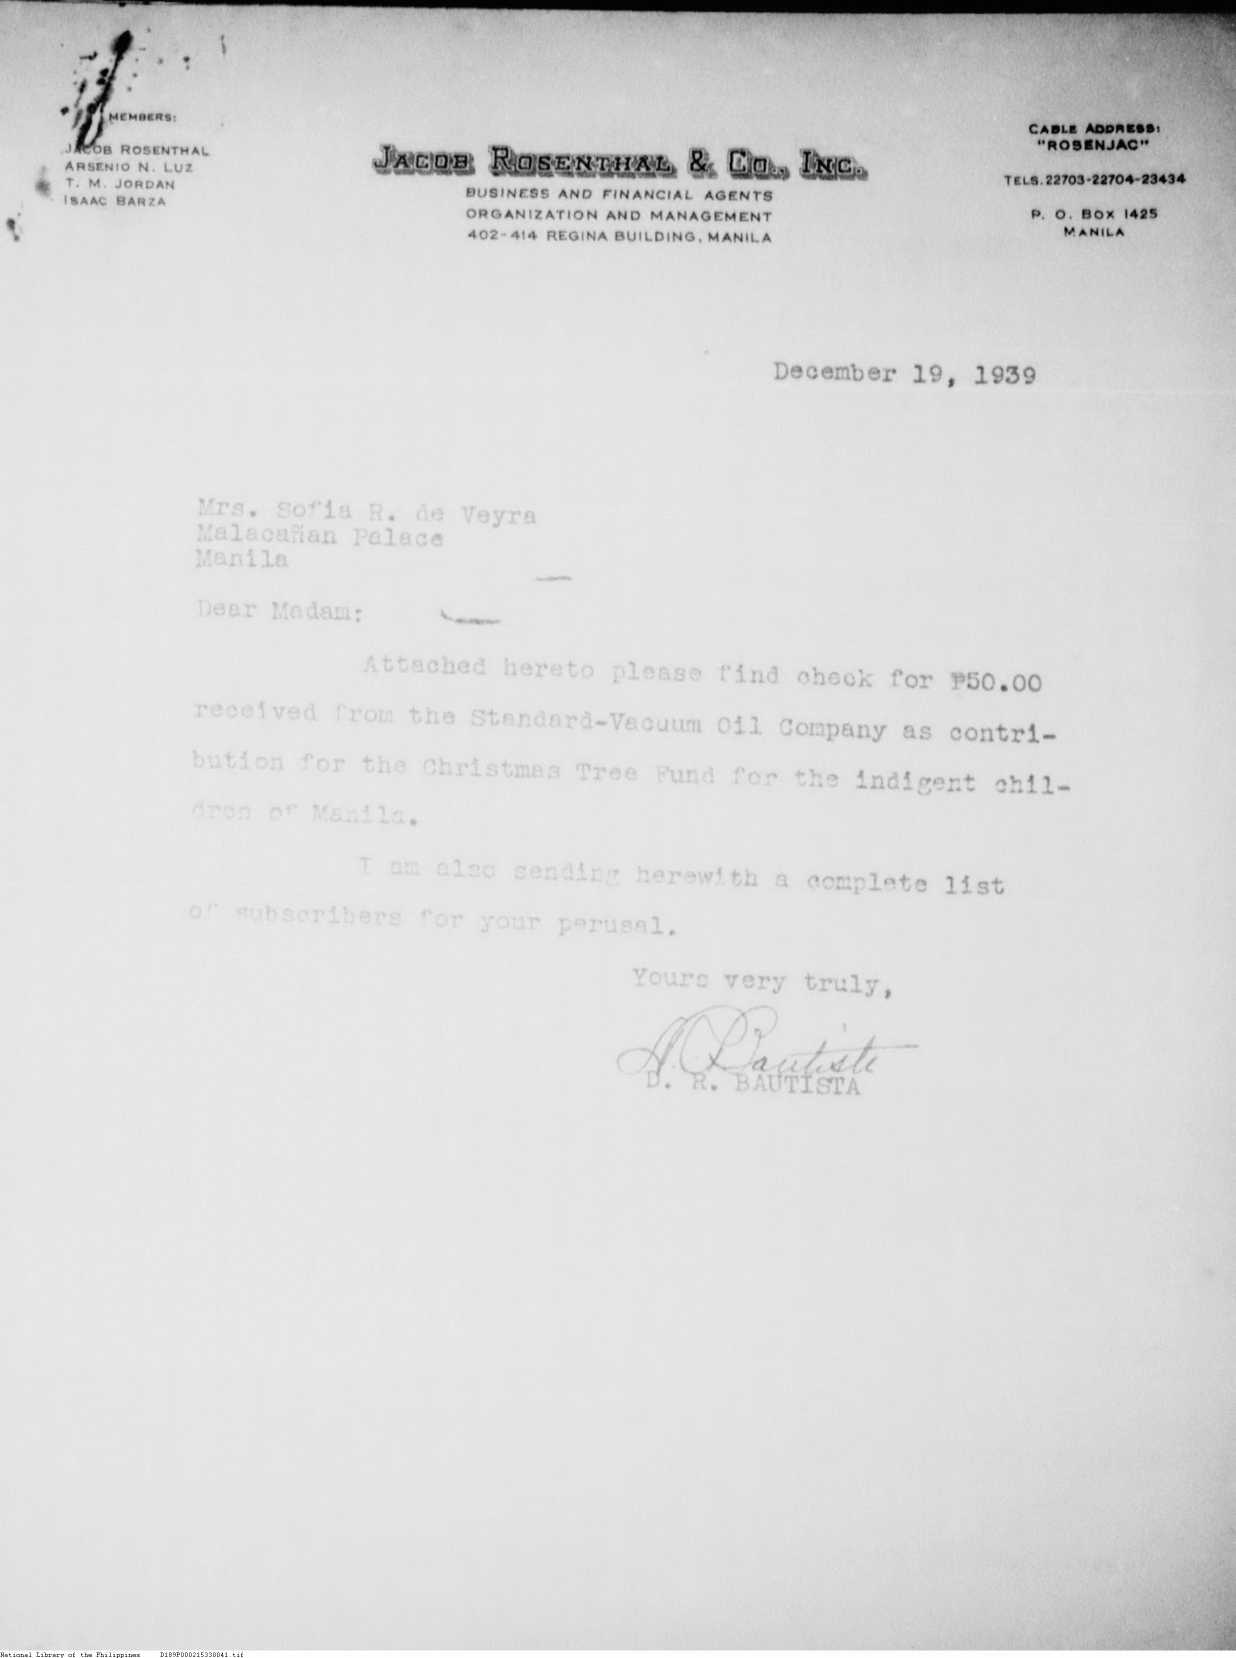 MEMBERS:
JACOB ROSENTHAL
ARSENIO N. LUZ
T. M. JORDAN
ISAAC BARZA
JACOB ROSENTHAL & CO., INC.
BUSINESS AND FINANCIAL AGENTS
ORGANIZATION AND MANAGEMENT
402-414 REGINA BUILDING, MANILA
CABLE ADDRESS:
"ROSENJAC"
TELS. 22703-22704-23434
P. O. BOX 1425
MANILA
December 19, 1939
Mrs. Sofia R. de Veyra
Malacañan Palace
Manila
Dear Madam:
Attached hereto please find check for ₱50.00
received from the Standard-Vacuum Oil Company as contri-
bution for the Christmas Tree Fund for the indigent chil-
dren of Manila.
I am also sending herewith a complete list
of subscribers for your perusal.
Yours very truly,
Bautista
D. R. BAUTISTA
National Library of the Philippines D189P000215330041.tif